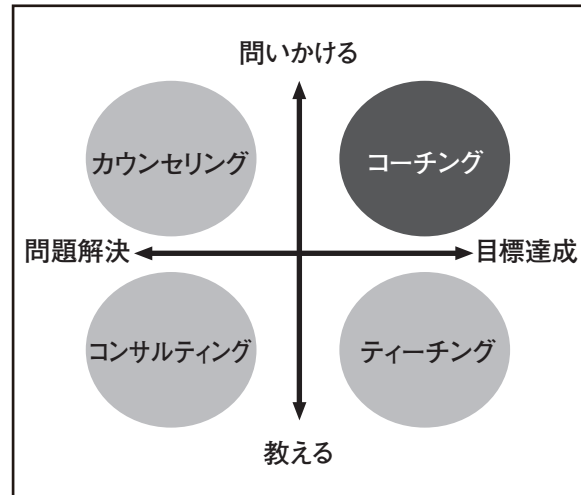 問いかける
カウンセリング
コーチング
問題解決
目標達成
コンサルティング
ティーチング
教える